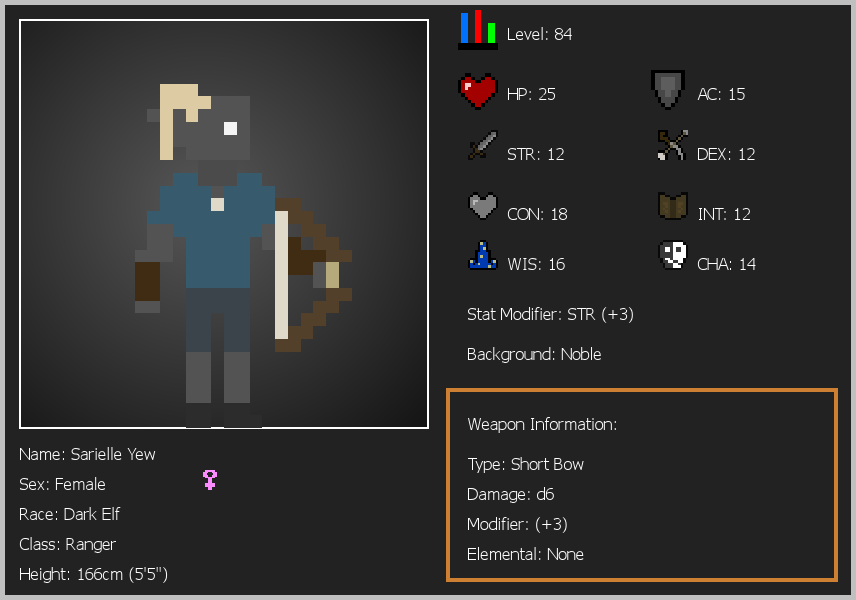 Level: 84
HP: 25
AC: 15
STR: 12
DEX: 12
CON: 18
INT: 12
WIS: 16
CHA: 14
Stat Modifier: STR (+3)
Background: Noble
Weapon Information:
Type: Short Bow
Damage: d6
Modifier: (+3)
Elemental: None
Name: Sarielle Yew
Sex: Female
Race: Dark Elf
Class: Ranger
Height: 166cm (5'5")